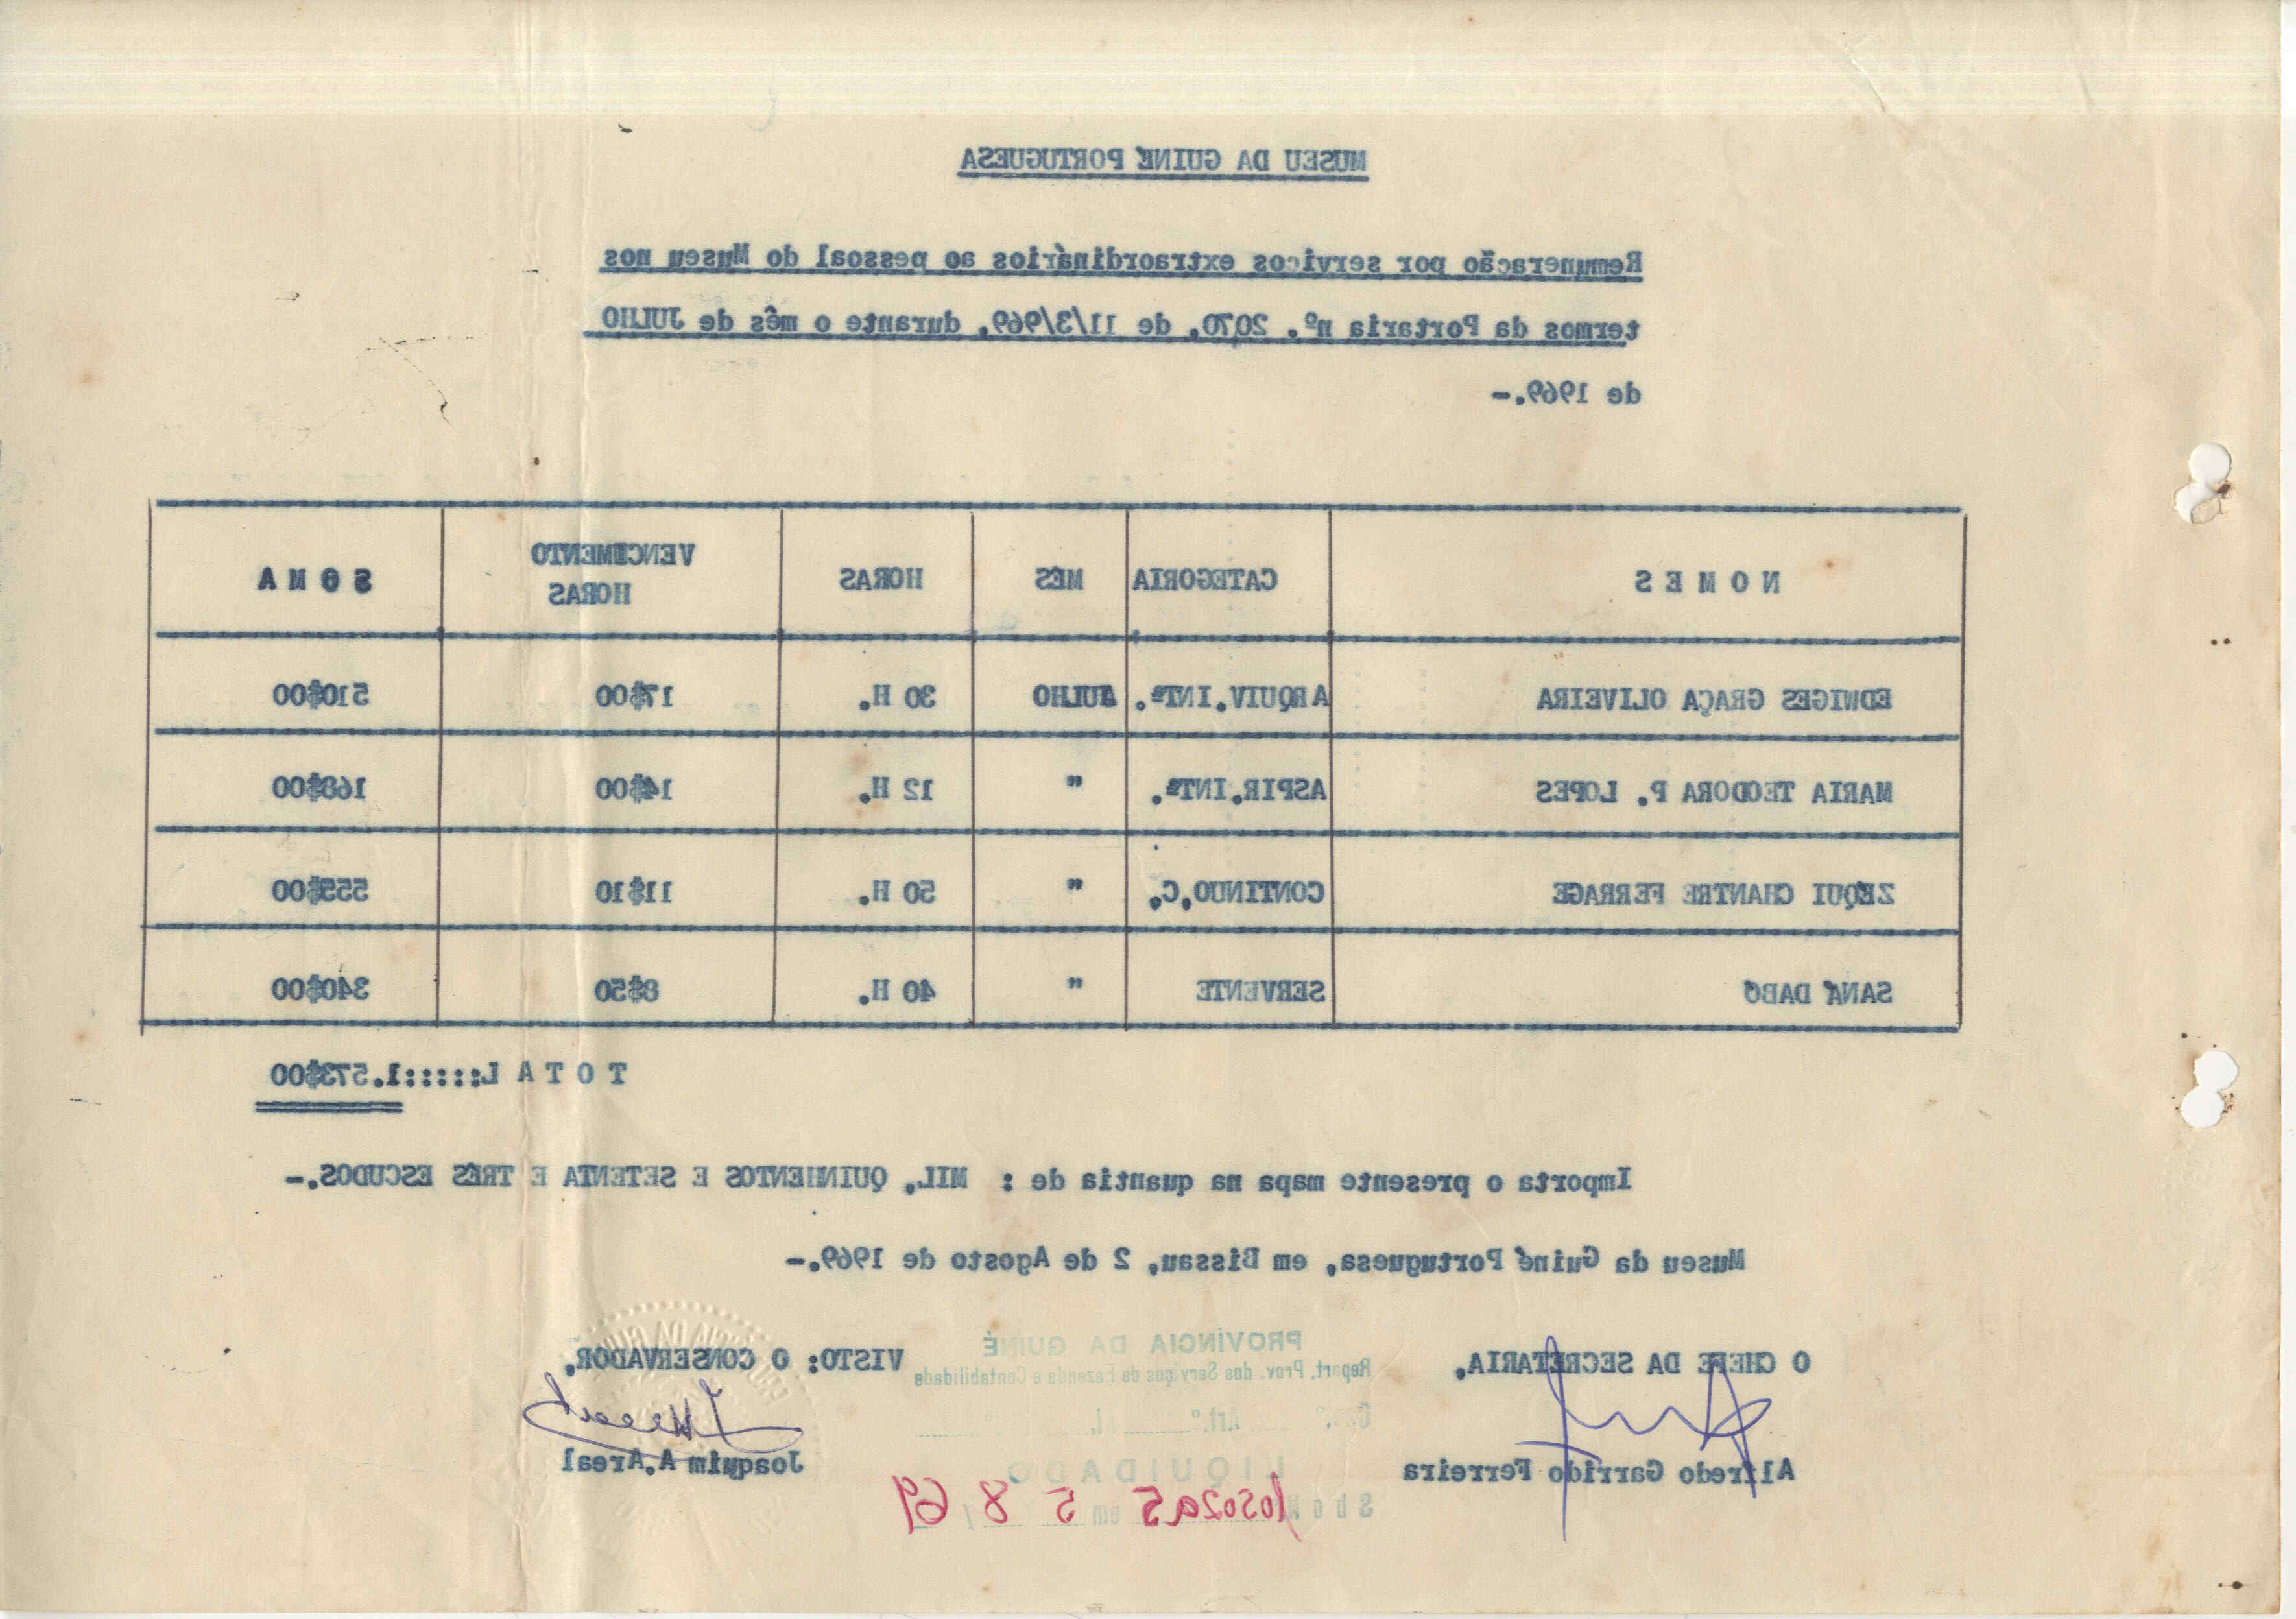 MUSEU DA GUINÉ PORTUGUESA
Remuneração por serviços extraordinários ao pessoal do Museu nos
termos da Portaria nº. 2070, de 11/3/969, durante o mês de JULHO
de 1969.-
N O M E S CATEGORIA MÊS HORAS VENCIMENTO HORAS S O M A
EDWIGES GRAÇA OLIVEIRA ARQUIV.INTª. JULHO 30 H. 17$00 510$00
MARIA TEODORA P. LOPES ASPIR.INTª. " 12 H. 14$00 168$00
ZÉQUI CHANTRE FERRAGE CONTINUO,C. " 50 H. 11$10 555$00
SANÁ DABÓ SERVENTE " 40 H. 8$50 340$00
T O T A L::::::1.573$00
Importa o presente mapa na quantia de : MIL, QUINHENTOS E SETENTA E TRÊS ESCUDOS.-
Museu da Guiné Portuguesa, em Bissau, 2 de Agosto de 1969.-
O CHEFE DA SECRETARIA,
Alfredo Garrido Ferreira
PROVÍNCIA DA GUINÉ
Repart. Prov. dos Serviços de Fazenda e Contabilidade
Art.º
LIQUIDADO
em 5 8 69
VISTO: O CONSERVADOR,
Joaquim A.Areal